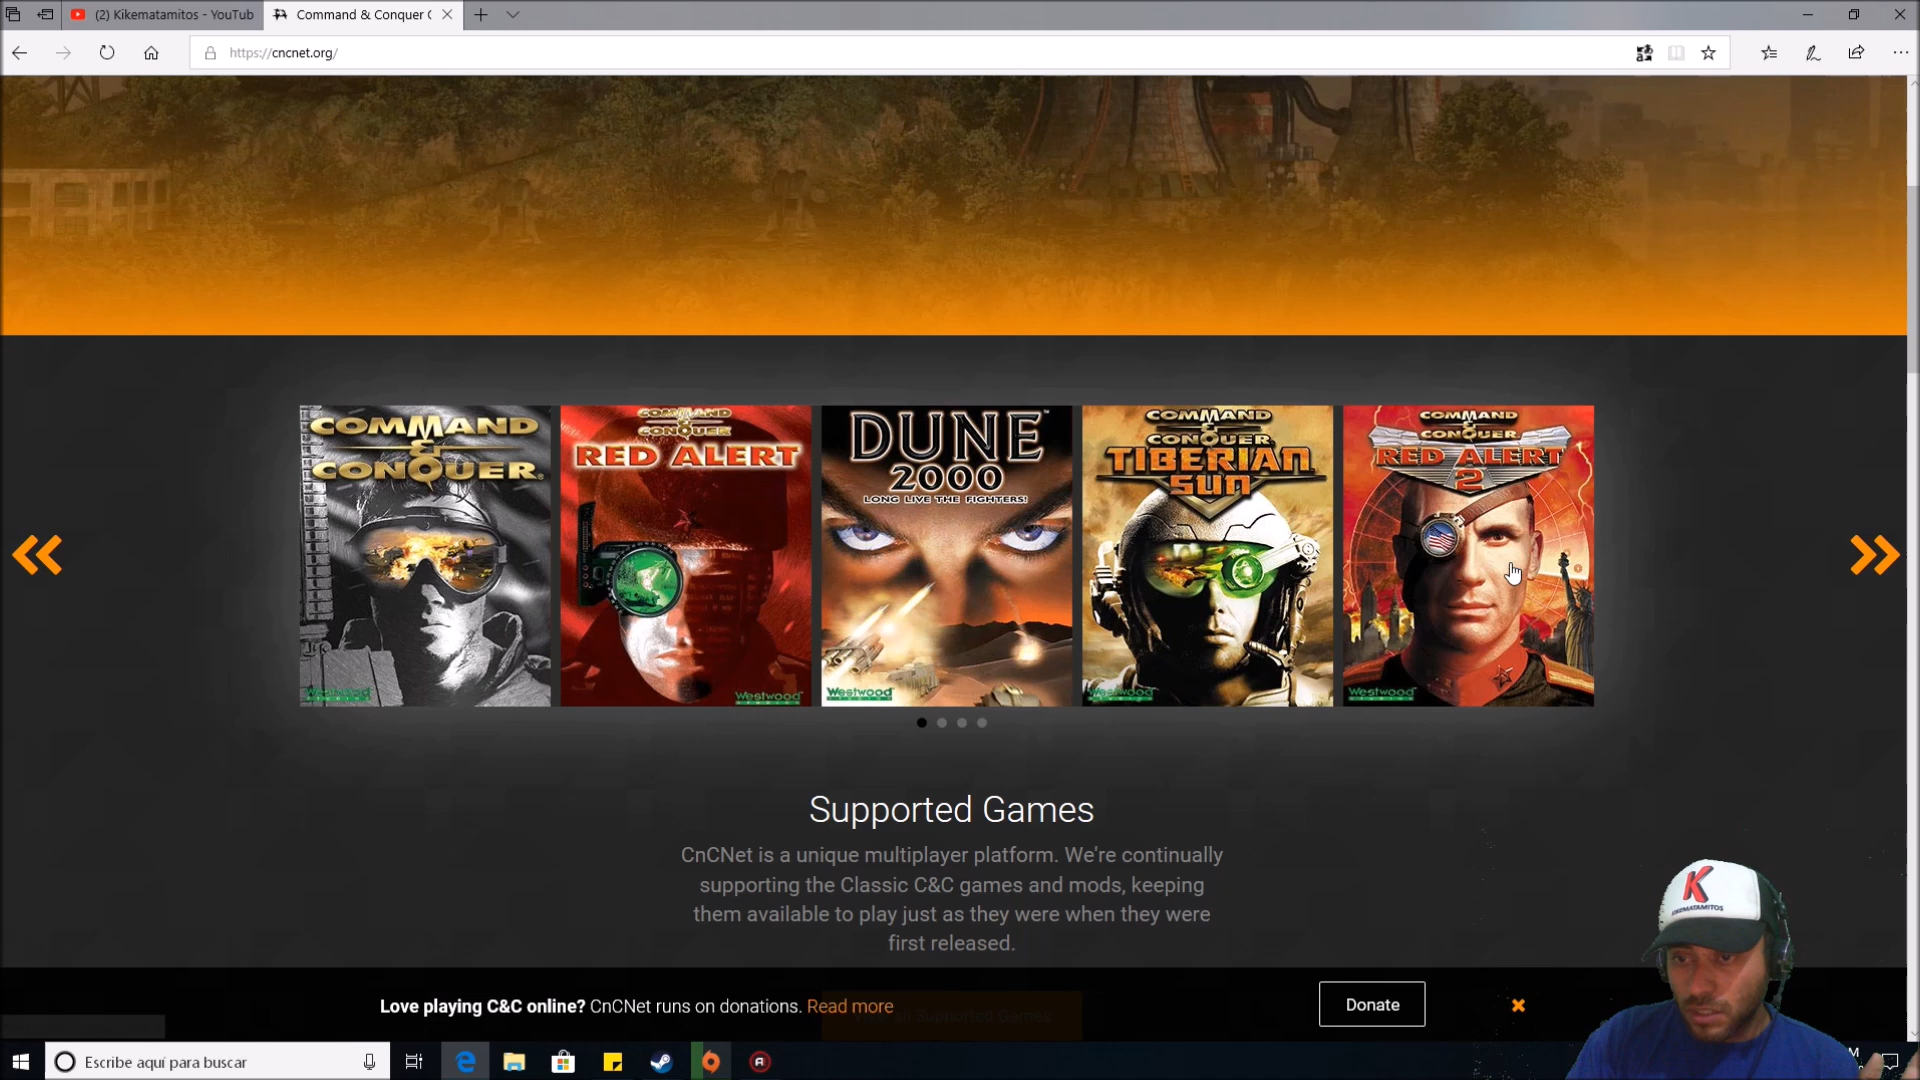 (2) Kikematamitos - YouTube
Command & Conquer (
https://cncnet.org/
COMMAND & CONQUER
Westwood
COMMAND & CONQUER
RED ALERT
Westwood
DUNE
2000
LONG LIVE THE FIGHTERS!
Westwood
COMMAND & CONQUER
TIBERIAN
SUN
Westwood
COMMAND & CONQUER
RED ALERT
2
Westwood
Supported Games
CnCNet is a unique multiplayer platform. We're continually
supporting the Classic C&C games and mods, keeping
them available to play just as they were when they were
first released.
Love playing C&C online? CnCNet runs on donations. Read more
Donate
K
KIKEMATAMITOS
Escribe aquí para buscar